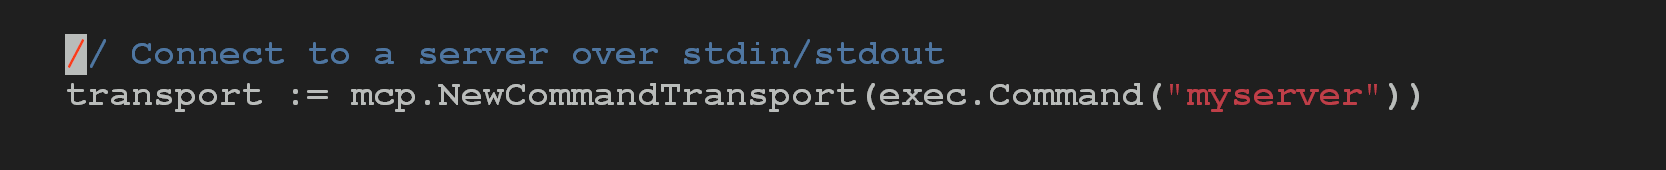 // Connect to a server over stdin/stdout
transport := mcp.NewCommandTransport(exec.Command("myserver"))